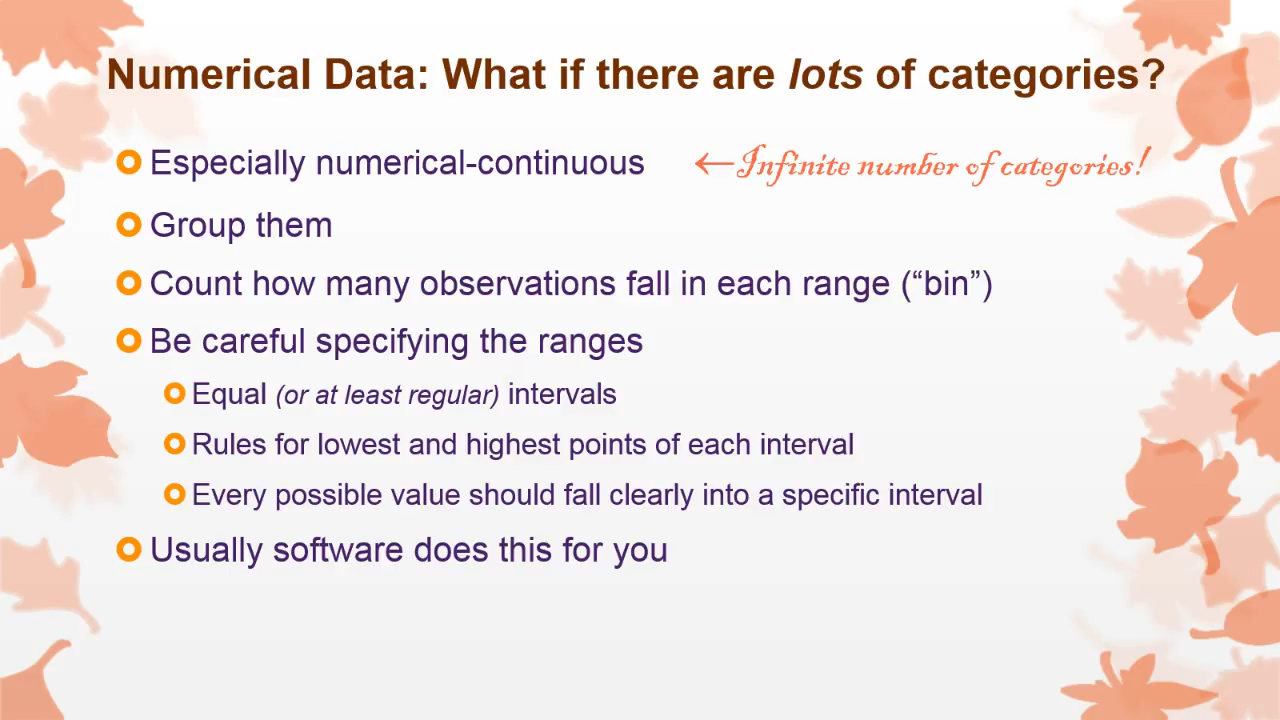 Numerical Data: What if there are lots of categories?
Especially numerical-continuous ←Infinite number of categories!
Group them
Count how many observations fall in each range (“bin”)
Be careful specifying the ranges
Equal (or at least regular) intervals
Rules for lowest and highest points of each interval
Every possible value should fall clearly into a specific interval
Usually software does this for you